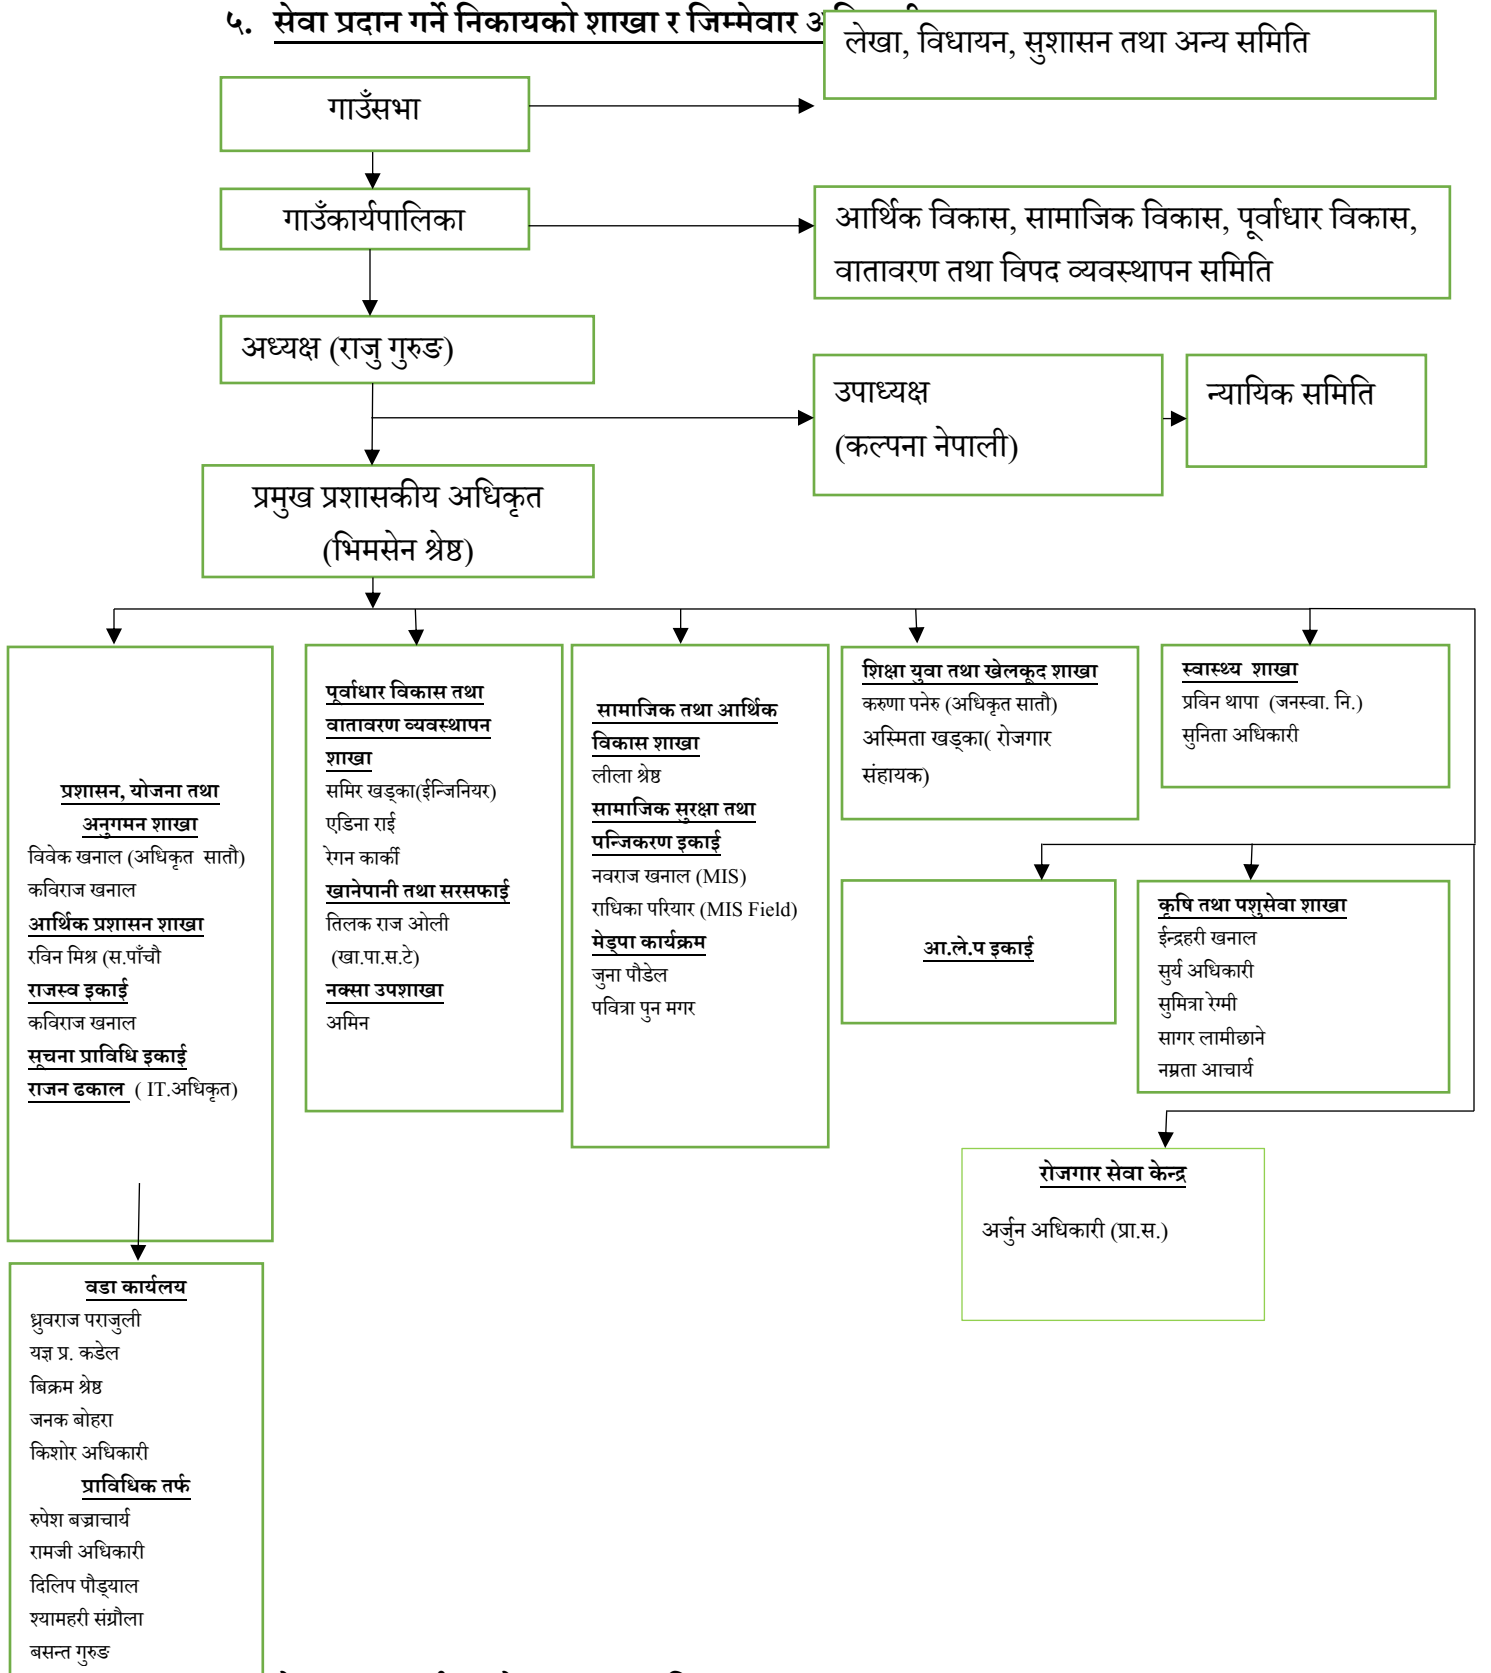 ५. सेवा प्रदान गर्ने निकायको शाखा र जिम्मेवार
लेखा, विधायन, सुशासन तथा अन्य समिति
गाउँसभा
गाउँकार्यपालिका
आर्थिक विकास, सामाजिक विकास, पूर्वाधार विकास,
वातावरण तथा विपद व्यवस्थापन समिति
अध्यक्ष (राजु गुरुङ)
उपाध्यक्ष
(कल्पना नेपाली)
न्यायिक समिति
प्रमुख प्रशासकीय अधिकृत
(भिमसेन श्रेष्ठ)
प्रशासन, योजना तथा
अनुगमन शाखा
विवेक खनाल (अधिकृत सातौ)
कविराज खनाल
आर्थिक प्रशासन शाखा
रविन मिश्र (स.पाँचौ
राजस्व इकाई
कविराज खनाल
सूचना प्राविधि इकाई
राजन ढकाल ( IT.अधिकृत)
पूर्वाधार विकास तथा
वातावरण व्यवस्थापन
शाखा
समिर खड्का(ईन्जिनियर)
एडिना राई
रेगन कार्की
खानेपानी तथा सरसफाई
तिलक राज ओली
(खा.पा.स.टे)
नक्सा उपशाखा
अमिन
सामाजिक तथा आर्थिक
विकास शाखा
लीला श्रेष्ठ
सामाजिक सुरक्षा तथा
पन्जिकरण इकाई
नवराज खनाल (MIS)
राधिका परियार (MIS Field)
मेड्पा कार्यक्रम
जुना पौडेल
पवित्रा पुन मगर
शिक्षा युवा तथा खेलकूद शाखा
करुणा पनेरु (अधिकृत सातौ)
अस्मिता खड्का( रोजगार
संहायक)
स्वास्थ्य शाखा
प्रविन थापा (जनस्वा. नि.)
सुनिता अधिकारी
आ.ले.प इकाई
कृषि तथा पशुसेवा शाखा
ईन्द्रहरी खनाल
सुर्य अधिकारी
सुमित्रा रेग्मी
सागर लामीछाने
नम्रता आचार्य
रोजगार सेवा केन्द्र
अर्जुन अधिकारी (प्रा.स.)
वडा कार्यलय
ध्रुवराज पराजुली
यज्ञ प्र. कडेल
बिक्रम श्रेष्ठ
जनक बोहरा
किशोर अधिकारी
प्राविधिक तर्फ
रुपेश बज्राचार्य
रामजी अधिकारी
दिलिप पौड्याल
श्यामहरी संग्रौला
बसन्त गुरुङ